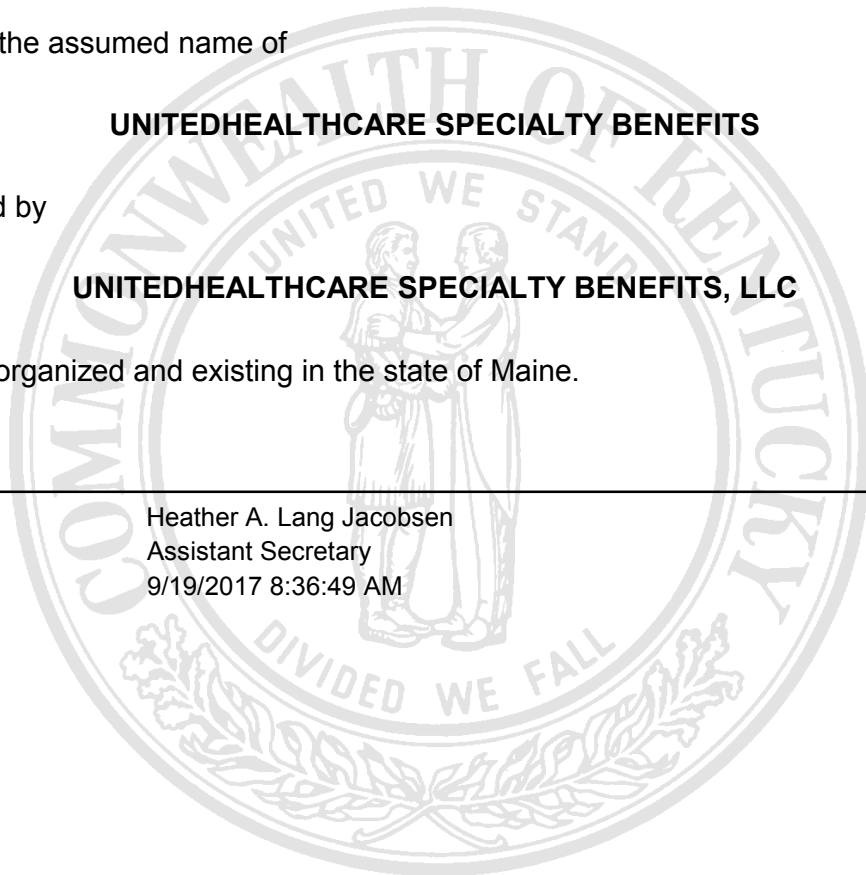 the assumed name of
UNITEDHEALTHCARE SPECIALTY BENEFITS
d by
UNITEDHEALTHCARE SPECIALTY BENEFITS, LLC
organized and existing in the state of Maine.
Heather A. Lang Jacobsen
Assistant Secretary
9/19/2017 8:36:49 AM
COMMONWEALTH OF KENTUCKY
UNITED WE STAND
DIVIDED WE FALL